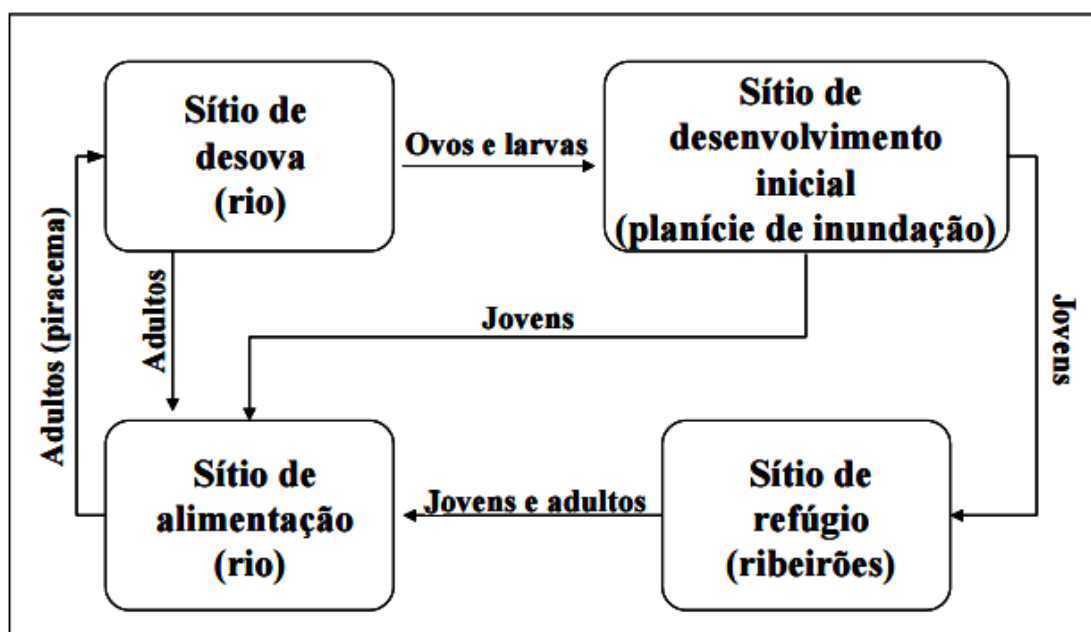 Sítio de
desova
(rio)
Ovos e larvas
Sítio de
desenvolvimento
inicial
(planície de inundação)
Adultos (piracema)
Adultos
Jovens
Jovens
Sítio de
alimentação
(rio)
Jovens e adultos
Sítio de
refúgio
(ribeirões)